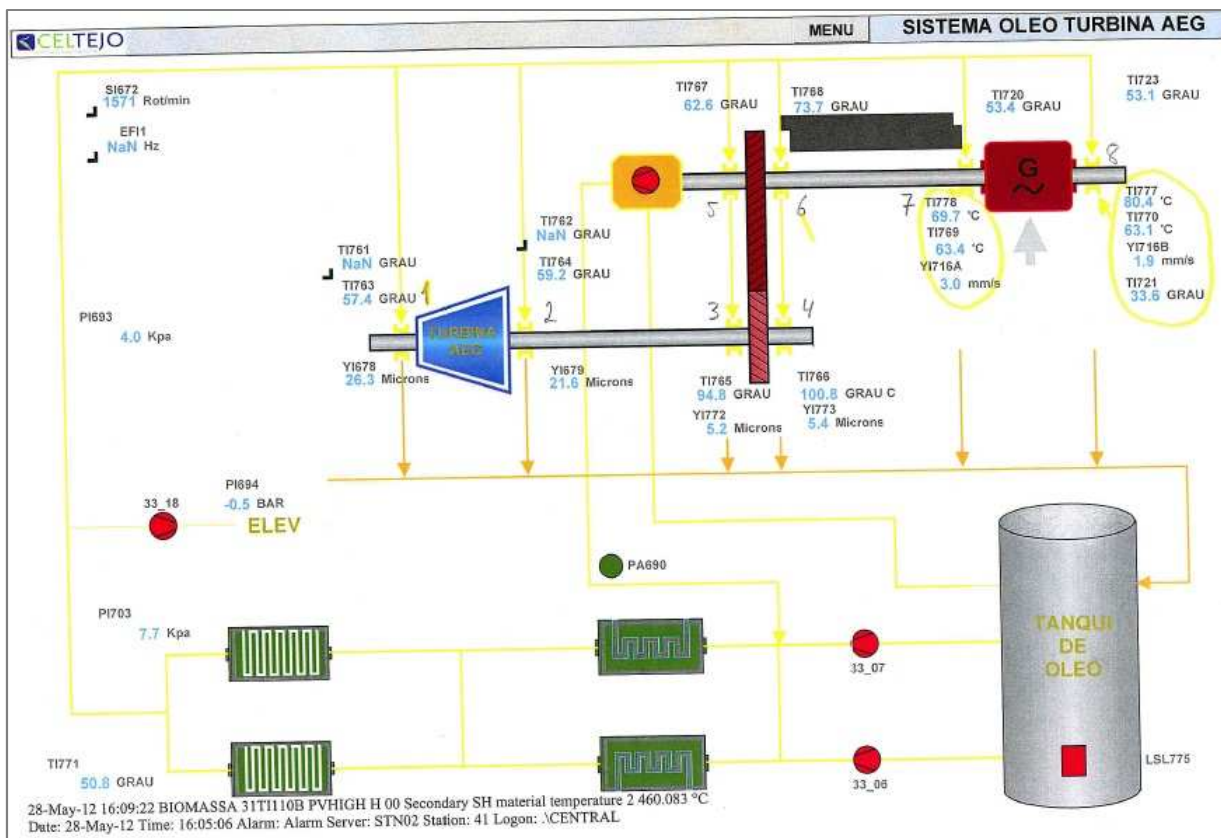 CELTEJO
MENU
SISTEMA OLEO TURBINA AEG
SI672
1571 Rot/min
EFI1
NaN Hz
TI767
62.6 GRAU
TI768
73.7 GRAU
TI720
53.4 GRAU
TI723
53.1 GRAU
G
8
5
6
7
TI778
69.7 °C
TI769
63.4 °C
YI716A
3.0 mm/s
TI777
80.4 °C
TI770
63.1 °C
YI716B
1.9 mm/s
TI721
33.6 GRAU
TI762
NaN GRAU
TI764
59.2 GRAU
TI761
NaN GRAU
TI763
57.4 GRAU
1
2
3
4
PI693
4.0 Kpa
TURBINA
AEG
YI678
26.3 Microns
YI679
21.6 Microns
TI765
94.8 GRAU
YI772
5.2 Microns
TI766
100.8 GRAU C
YI773
5.4 Microns
33_18
PI694
-0.5 BAR
ELEV
PA690
PI703
7.7 Kpa
33_07
TANQUI
DE
OLEO
TI771
50.8 GRAU
33_06
LSL775
28-May-12 16:09:22 BIOMASSA 31TI110B PVHIGH H 00 Secondary SH material temperature 2 460.083 °C
Date: 28-May-12 Time: 16:05:06 Alarm: Alarm Server: STN02 Station: 41 Logon: .\CENTRAL